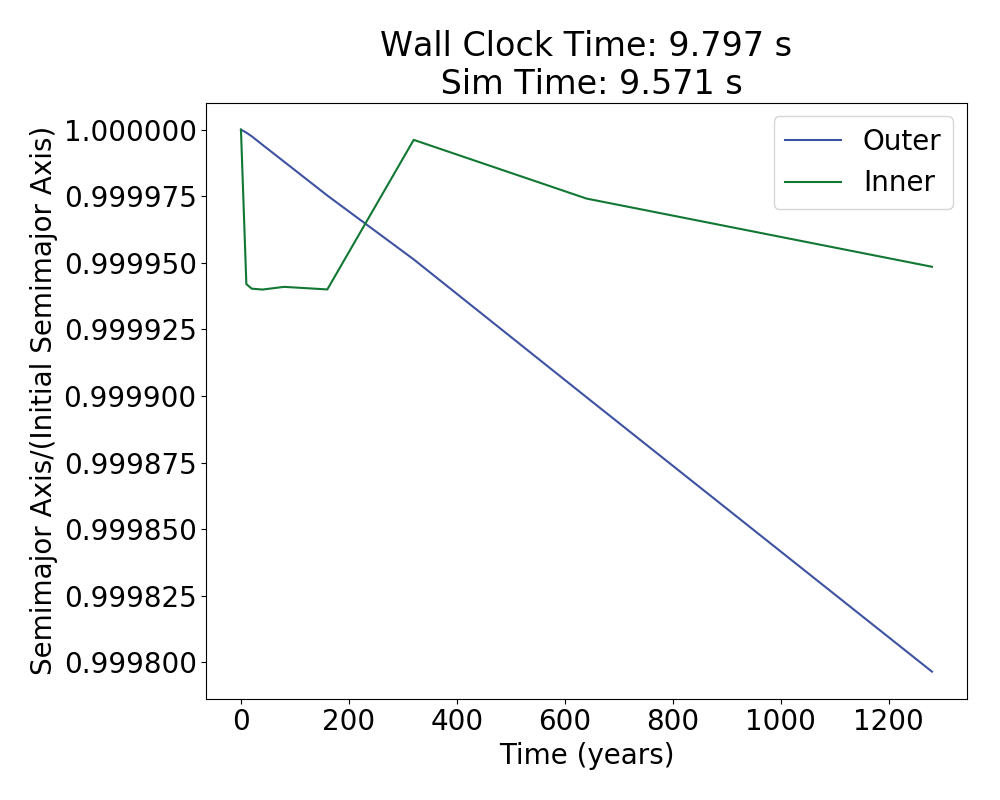 Wall Clock Time: 9.797 s
Sim Time: 9.571 s
Outer
Inner
Semimajor Axis/(Initial Semimajor Axis)
1.000000
0.999975
0.999950
0.999925
0.999900
0.999875
0.999850
0.999825
0.999800
0 200 400 600 800 1000 1200
Time (years)